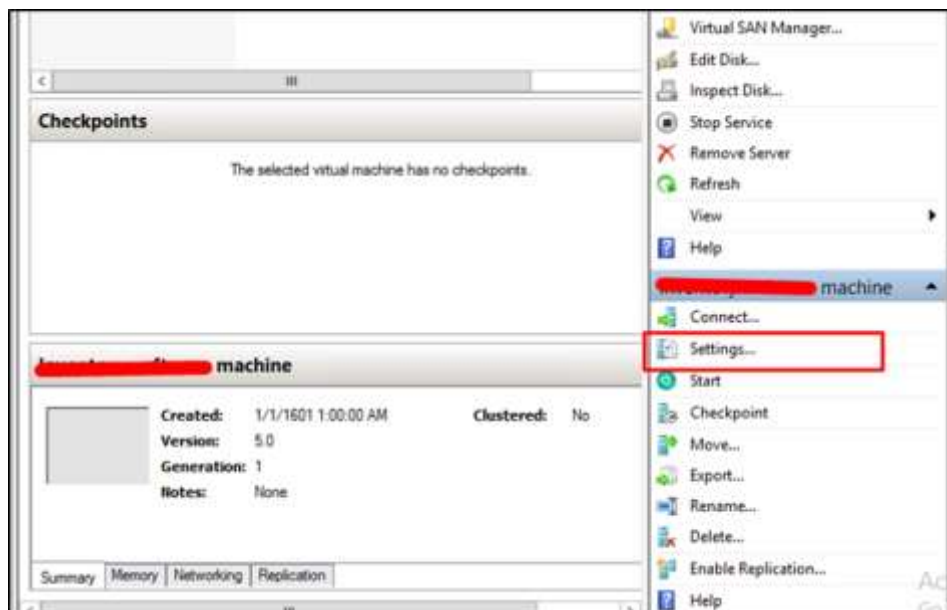 Virtual SAN Manager...
Edit Disk...
Inspect Disk...
Stop Service
Remove Server
Refresh
View
Help
machine
Connect...
Settings...
Start
Checkpoint
Move...
Export...
Rename...
Delete...
Enable Replication...
Help
Checkpoints
The selected virtual machine has no checkpoints.
machine
Created: 1/1/1601 1:00:00 AM Clustered: No
Version: 5.0
Generation: 1
Notes: None
Summary Memory Networking Replication